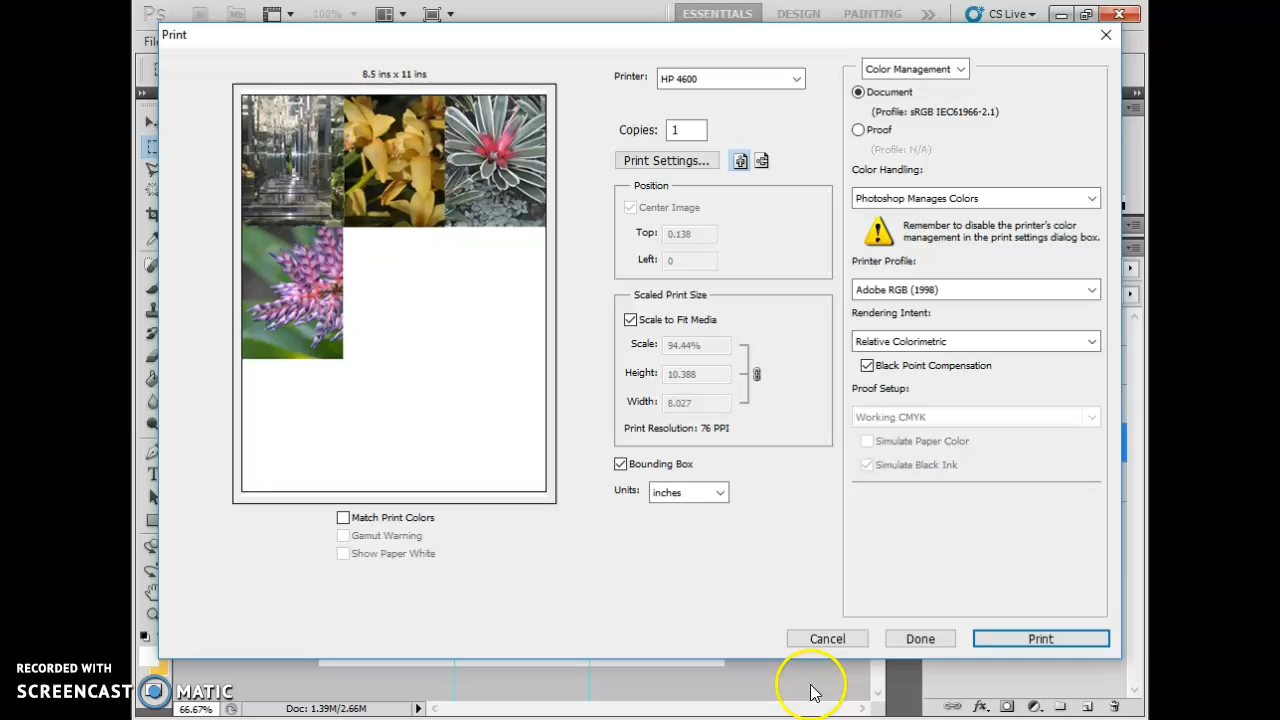 Ps
Br
Mb
100%
ESSENTIALS
DESIGN
PAINTING
CS Live
Print
8.5 ins x 11 ins
Match Print Colors
Gamut Warning
Show Paper White
Printer:
HP 4600
Copies:
1
Print Settings...
Position
Center Image
Top:
0.138
Left:
0
Scaled Print Size
Scale to Fit Media
Scale:
94.44%
Height:
10.388
Width:
8.027
Print Resolution: 76 PPI
Bounding Box
Units:
inches
Color Management
Document
(Profile: sRGB IEC61966-2.1)
Proof
(Profile: N/A)
Color Handling:
Photoshop Manages Colors
Remember to disable the printer's color
management in the print settings dialog box.
Printer Profile:
Adobe RGB (1998)
Rendering Intent:
Relative Colorimetric
Black Point Compensation
Proof Setup:
Working CMYK
Simulate Paper Color
Simulate Black Ink
Cancel
Done
Print
RECORDED WITH
SCREENCAST MATIC
66.67%
Doc: 1.39M/2.66M
fx